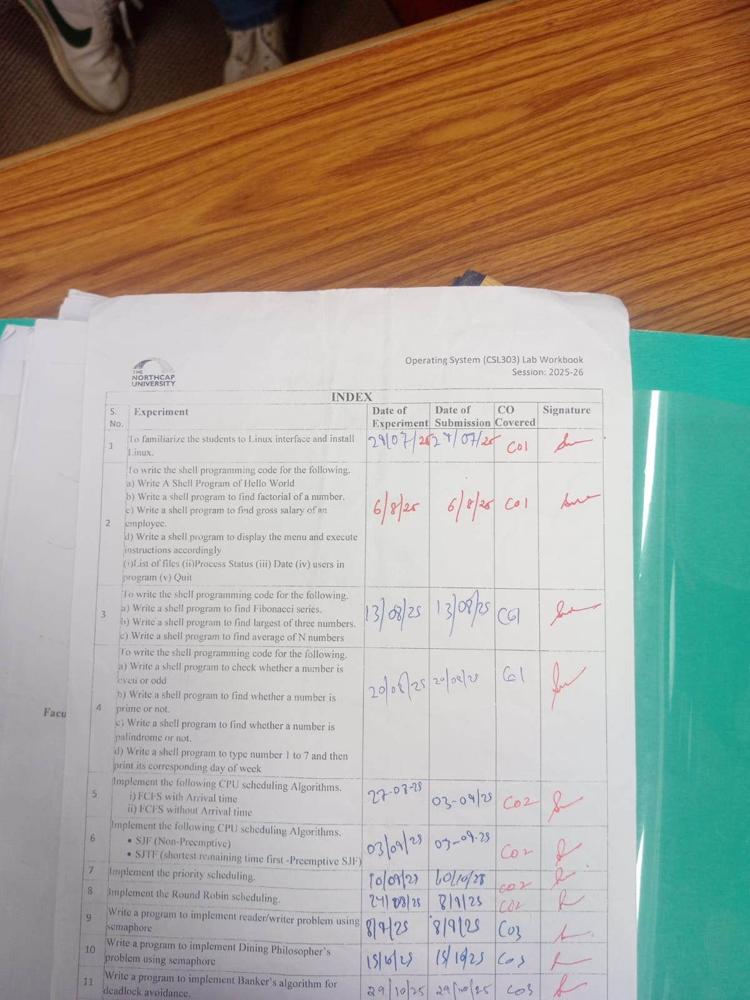 THE
NORTHCAP
UNIVERSITY
Operating System (CSL303) Lab Workbook
Session: 2025-26
INDEX
S. No. Experiment Date of Experiment Date of Submission CO Covered Signature
1 To familiarize the students to Linux interface and install
Linux.
29/07/25 29/07/25 CO1
To write the shell programming code for the following.
a) Write A Shell Program of Hello World
b) Write a shell program to find factorial of a number.
c) Write a shell program to find gross salary of an
2 employee.
d) Write a shell program to display the menu and execute
instructions accordingly
(i)List of files (ii)Process Status (iii) Date (iv) users in
program (v) Quit
6/8/25 6/8/25 CO1
To write the shell programming code for the following.
3 a) Write a shell program to find Fibonacci series.
b) Write a shell program to find largest of three numbers.
c) Write a shell program to find average of N numbers
13/08/25 13/08/25 CO1
To write the shell programming code for the following.
a) Write a shell program to check whether a number is
even or odd
b) Write a shell program to find whether a number is
4 prime or not.
c) Write a shell program to find whether a number is
palindrome or not.
d) Write a shell program to type number 1 to 7 and then
print its corresponding day of week
20/08/25 20/08/25 CO1
Implement the following CPU scheduling Algorithms.
5 i) FCFS with Arrival time
ii) FCFS without Arrival time
27-08-25 03-09/25 CO2
Implement the following CPU scheduling Algorithms.
6 • SJF (Non-Preemptive)
• SJTF (shortest remaining time first -Preemptive SJF)
03/09/25 03-09-25 CO2
7 Implement the priority scheduling. 10/09/25 CO2
8 Implement the Round Robin scheduling. 8/9/25 CO2
9 Write a program to implement reader/writer problem using
semaphore
8/9/25 8/9/25 CO3
10 Write a program to implement Dining Philosopher's
problem using semaphore
15/10/25 15/10/25 CO3
11 Write a program to implement Banker's algorithm for
deadlock avoidance.
29/10/25 29/10/25 CO3
Facu